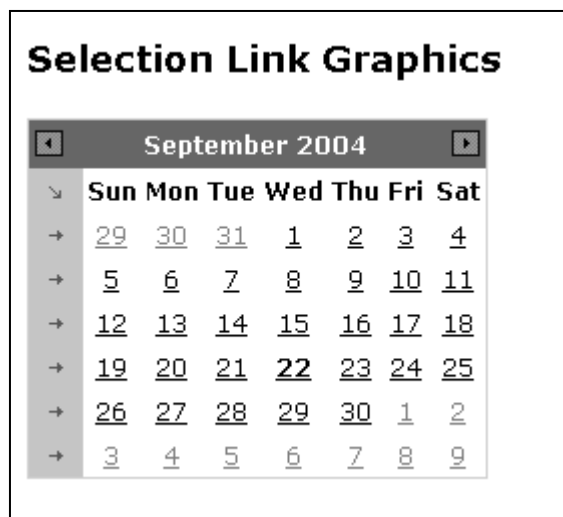 Selection Link Graphics
September 2004
Sun Mon Tue Wed Thu Fri Sat
29 30 31 1 2 3 4
5 6 7 8 9 10 11
12 13 14 15 16 17 18
19 20 21 22 23 24 25
26 27 28 29 30 1 2
3 4 5 6 7 8 9